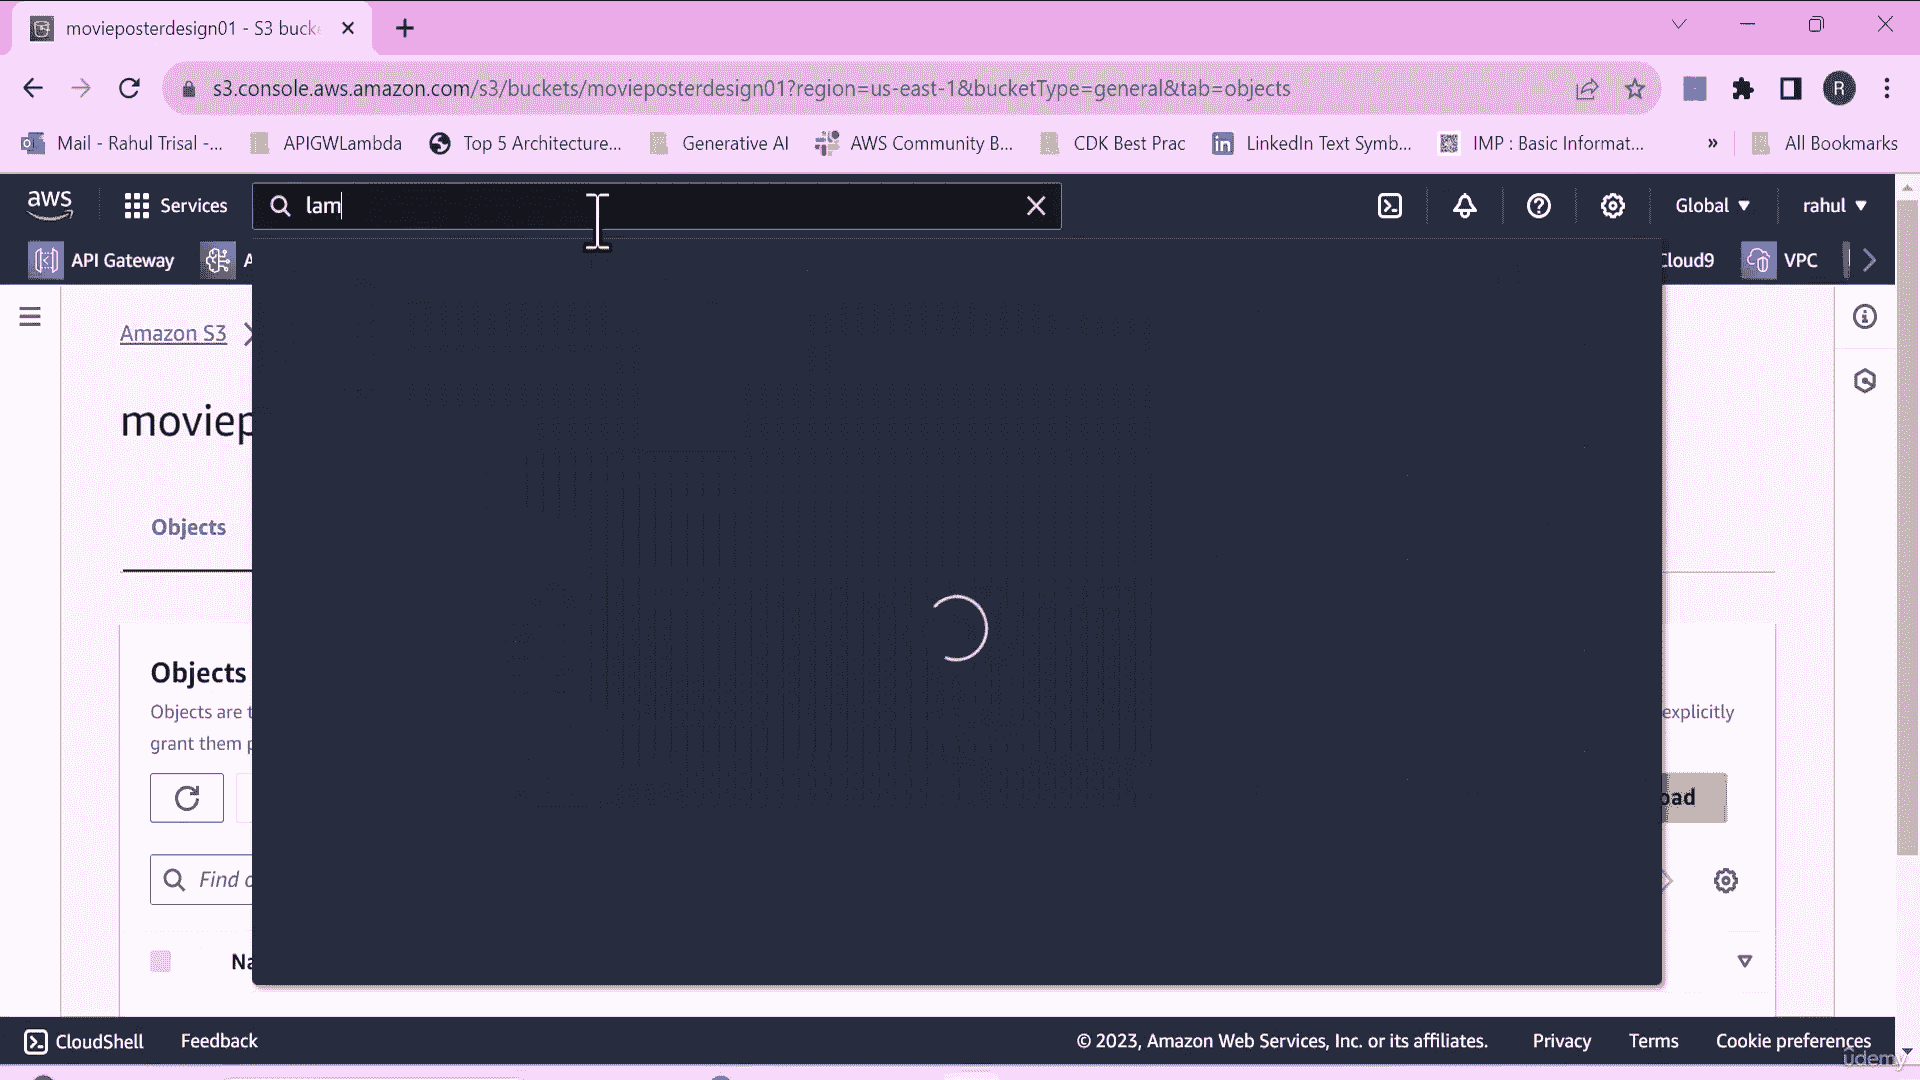 movieposterdesign01 - S3 buck
s3.console.aws.amazon.com/s3/buckets/movieposterdesign01?region=us-east-1&bucketType=general&tab=objects
R
Mail - Rahul Trisal -...
APIGWLambda
Top 5 Architecture...
Generative AI
AWS Community B...
CDK Best Prac
LinkedIn Text Symb...
IMP : Basic Informat...
»
All Bookmarks
aws
Services
lam
Global
rahul
API Gateway
A
Cloud9
VPC
Amazon S3
moviep
Objects
Objects
Objects are t
explicitly
grant them p
oad
Find o
Na
CloudShell
Feedback
© 2023, Amazon Web Services, Inc. or its affiliates.
Privacy
Terms
Cookie preferences
ûdemy